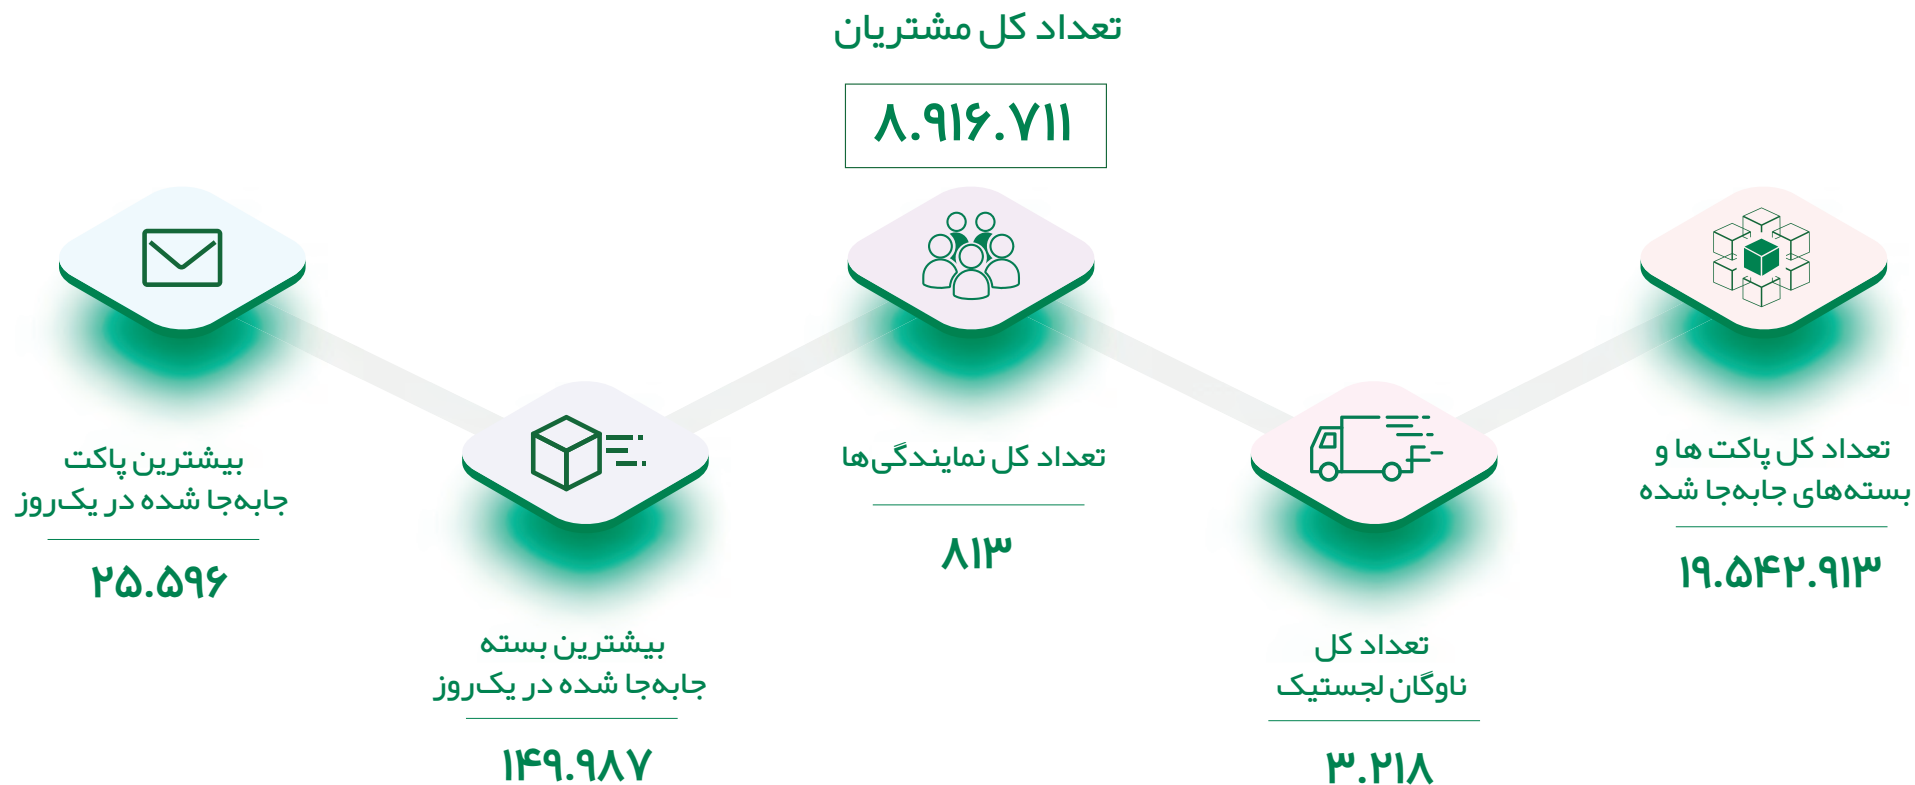 تعداد کل مشتریان
۸.۹۱۶.۷۱۱
تعداد کل پاکت ها و
بسته‌های جابه‌جا شده
۱۹.۵۴۲.۹۱۳
تعداد کل
ناوگان لجستیک
۳.۲۱۸
تعداد کل نمایندگی‌ها
۸۱۳
بیشترین بسته
جابه‌جا شده در یک‌روز
۱۴۹.۹۸۷
بیشترین پاکت
جابه‌جا شده در یک‌روز
۲۵.۵۹۶